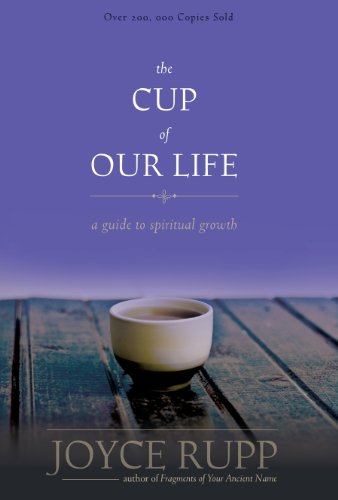 Over 200, 000 Copies Sold
the
CUP
of
OUR LIFE
a guide to spiritual growth
JOYCE RUPP
author of Fragments of Your Ancient Name